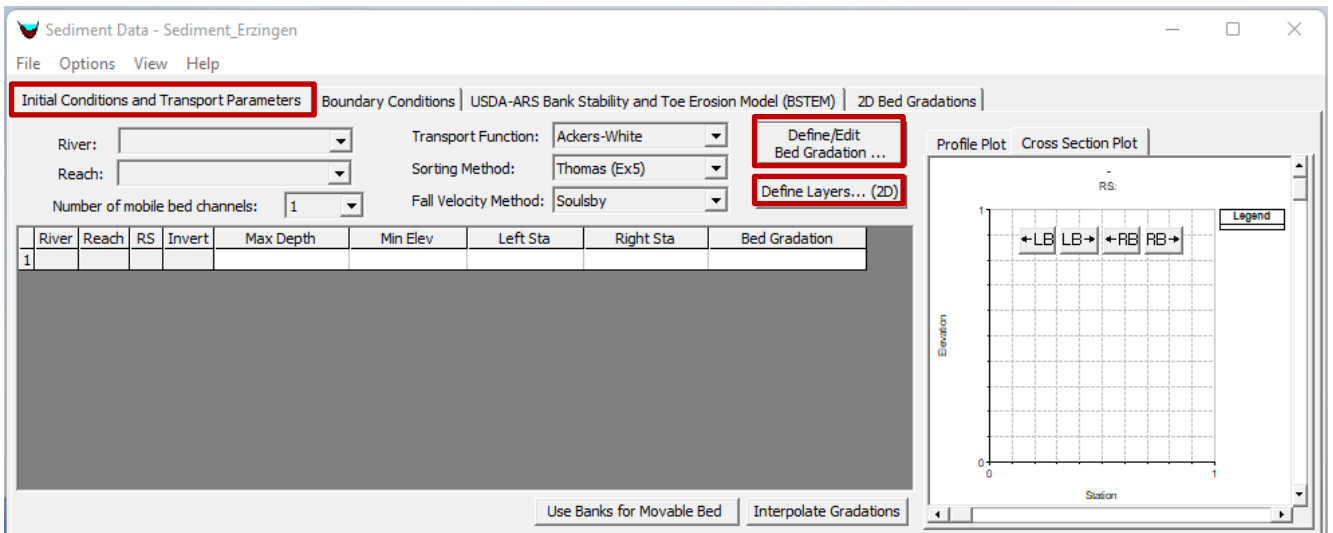 Sediment Data - Sediment_Erzingen
File Options View Help
Initial Conditions and Transport Parameters Boundary Conditions USDA-ARS Bank Stability and Toe Erosion Model (BSTEM) 2D Bed Gradations
River:
Reach:
Number of mobile bed channels: 1
Transport Function: Ackers-White
Sorting Method: Thomas (Ex5)
Fall Velocity Method: Soulsby
Define/Edit
Bed Gradation ...
Define Layers... (2D)
River Reach RS Invert Max Depth Min Elev Left Sta Right Sta Bed Gradation
1
Use Banks for Movable Bed Interpolate Gradations
Profile Plot Cross Section Plot
-
RS:
Legend
←LB LB→ ←RB RB→
1
Elevation
0
0 1
Station